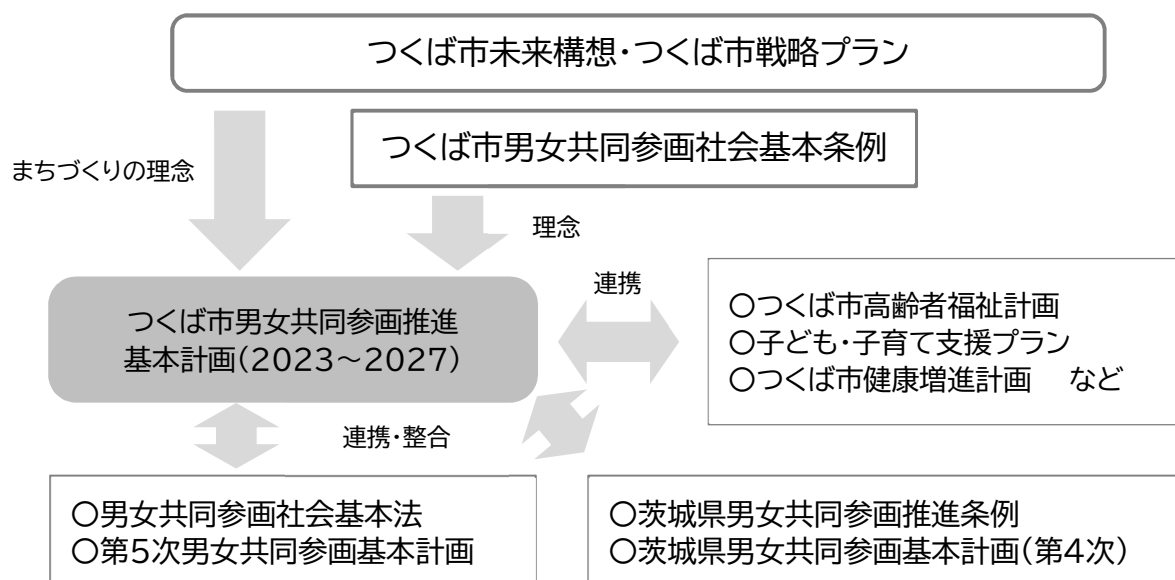 つくば市未来構想・つくば市戦略プラン
つくば市男女共同参画社会基本条例
まちづくりの理念
理念
つくば市男女共同参画推進
基本計画(2023～2027)
連携
○つくば市高齢者福祉計画
○子ども・子育て支援プラン
○つくば市健康増進計画　など
連携・整合
○男女共同参画社会基本法
○第5次男女共同参画基本計画
○茨城県男女共同参画推進条例
○茨城県男女共同参画基本計画(第4次)